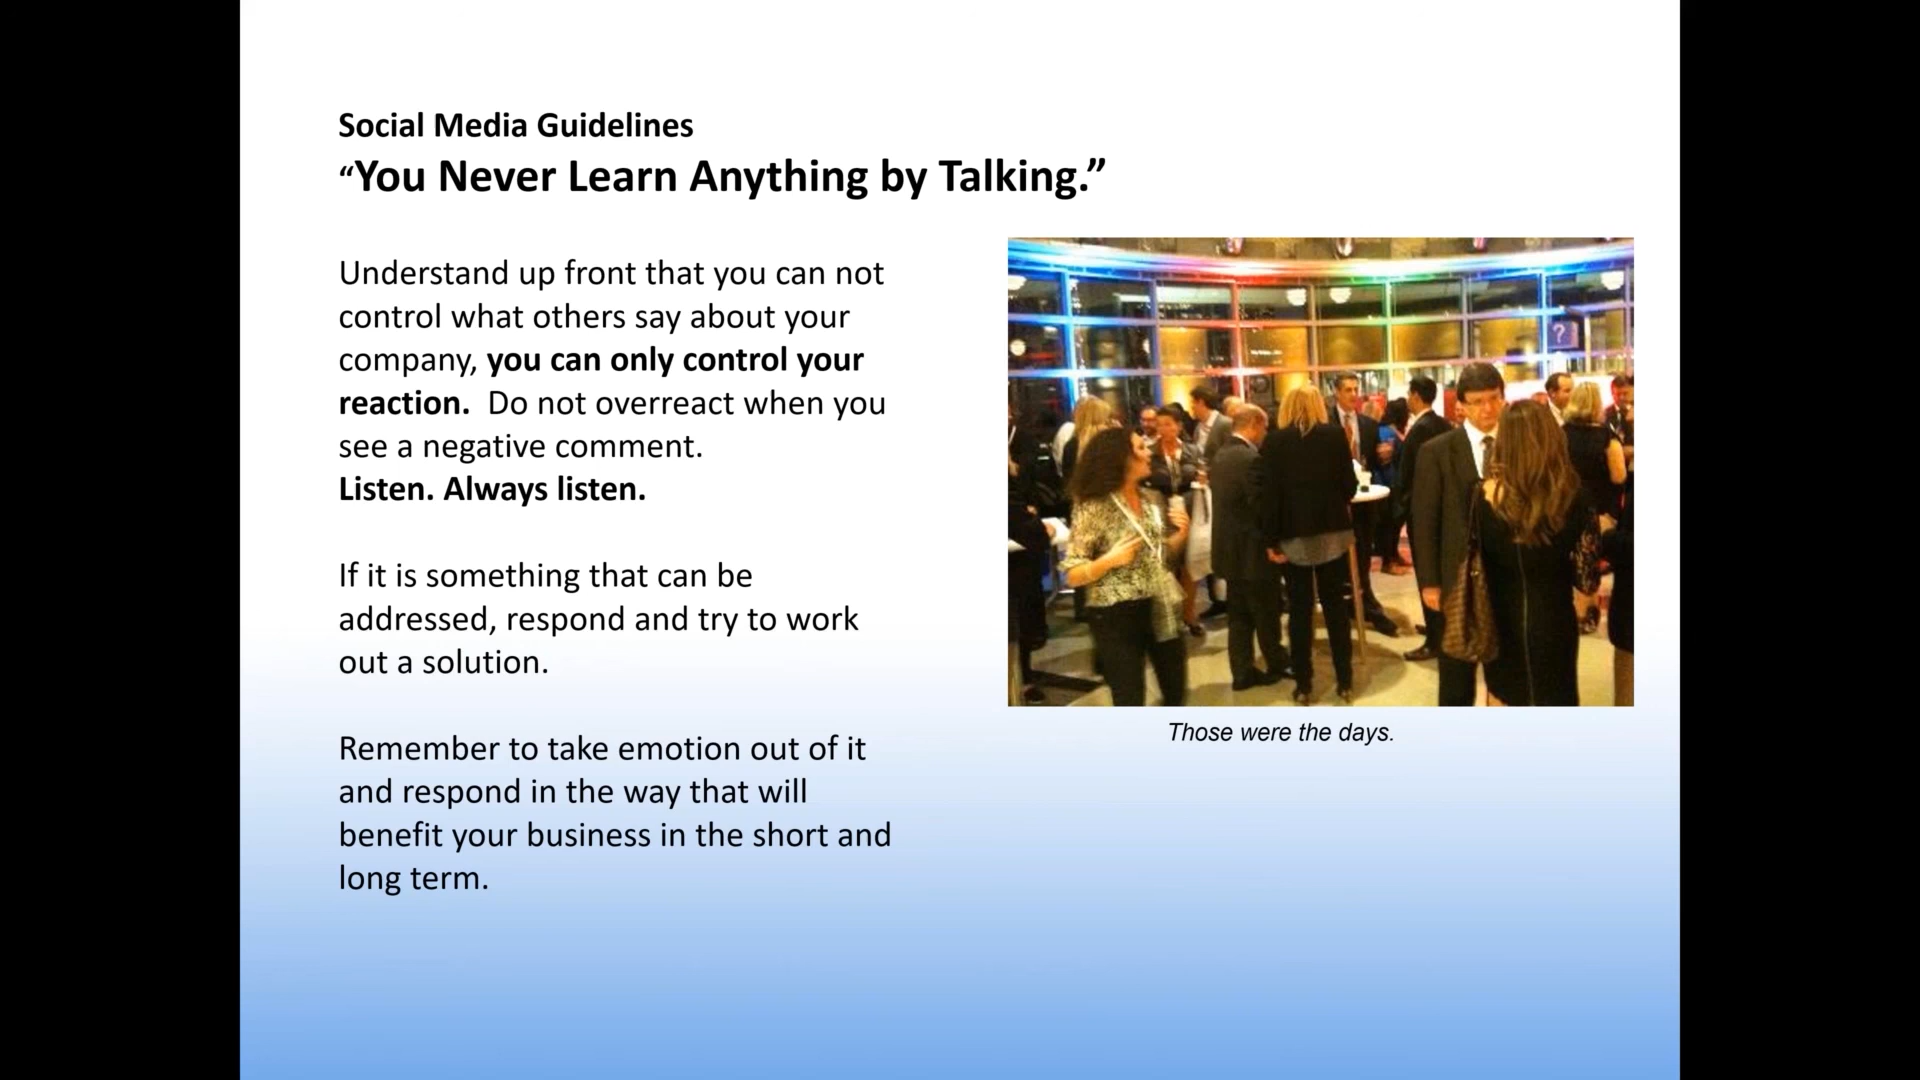 Social Media Guidelines
“You Never Learn Anything by Talking.”
Understand up front that you can not
control what others say about your
company, you can only control your
reaction.  Do not overreact when you
see a negative comment.
Listen. Always listen.
If it is something that can be
addressed, respond and try to work
out a solution.
Remember to take emotion out of it
and respond in the way that will
benefit your business in the short and
long term.
?
Those were the days.